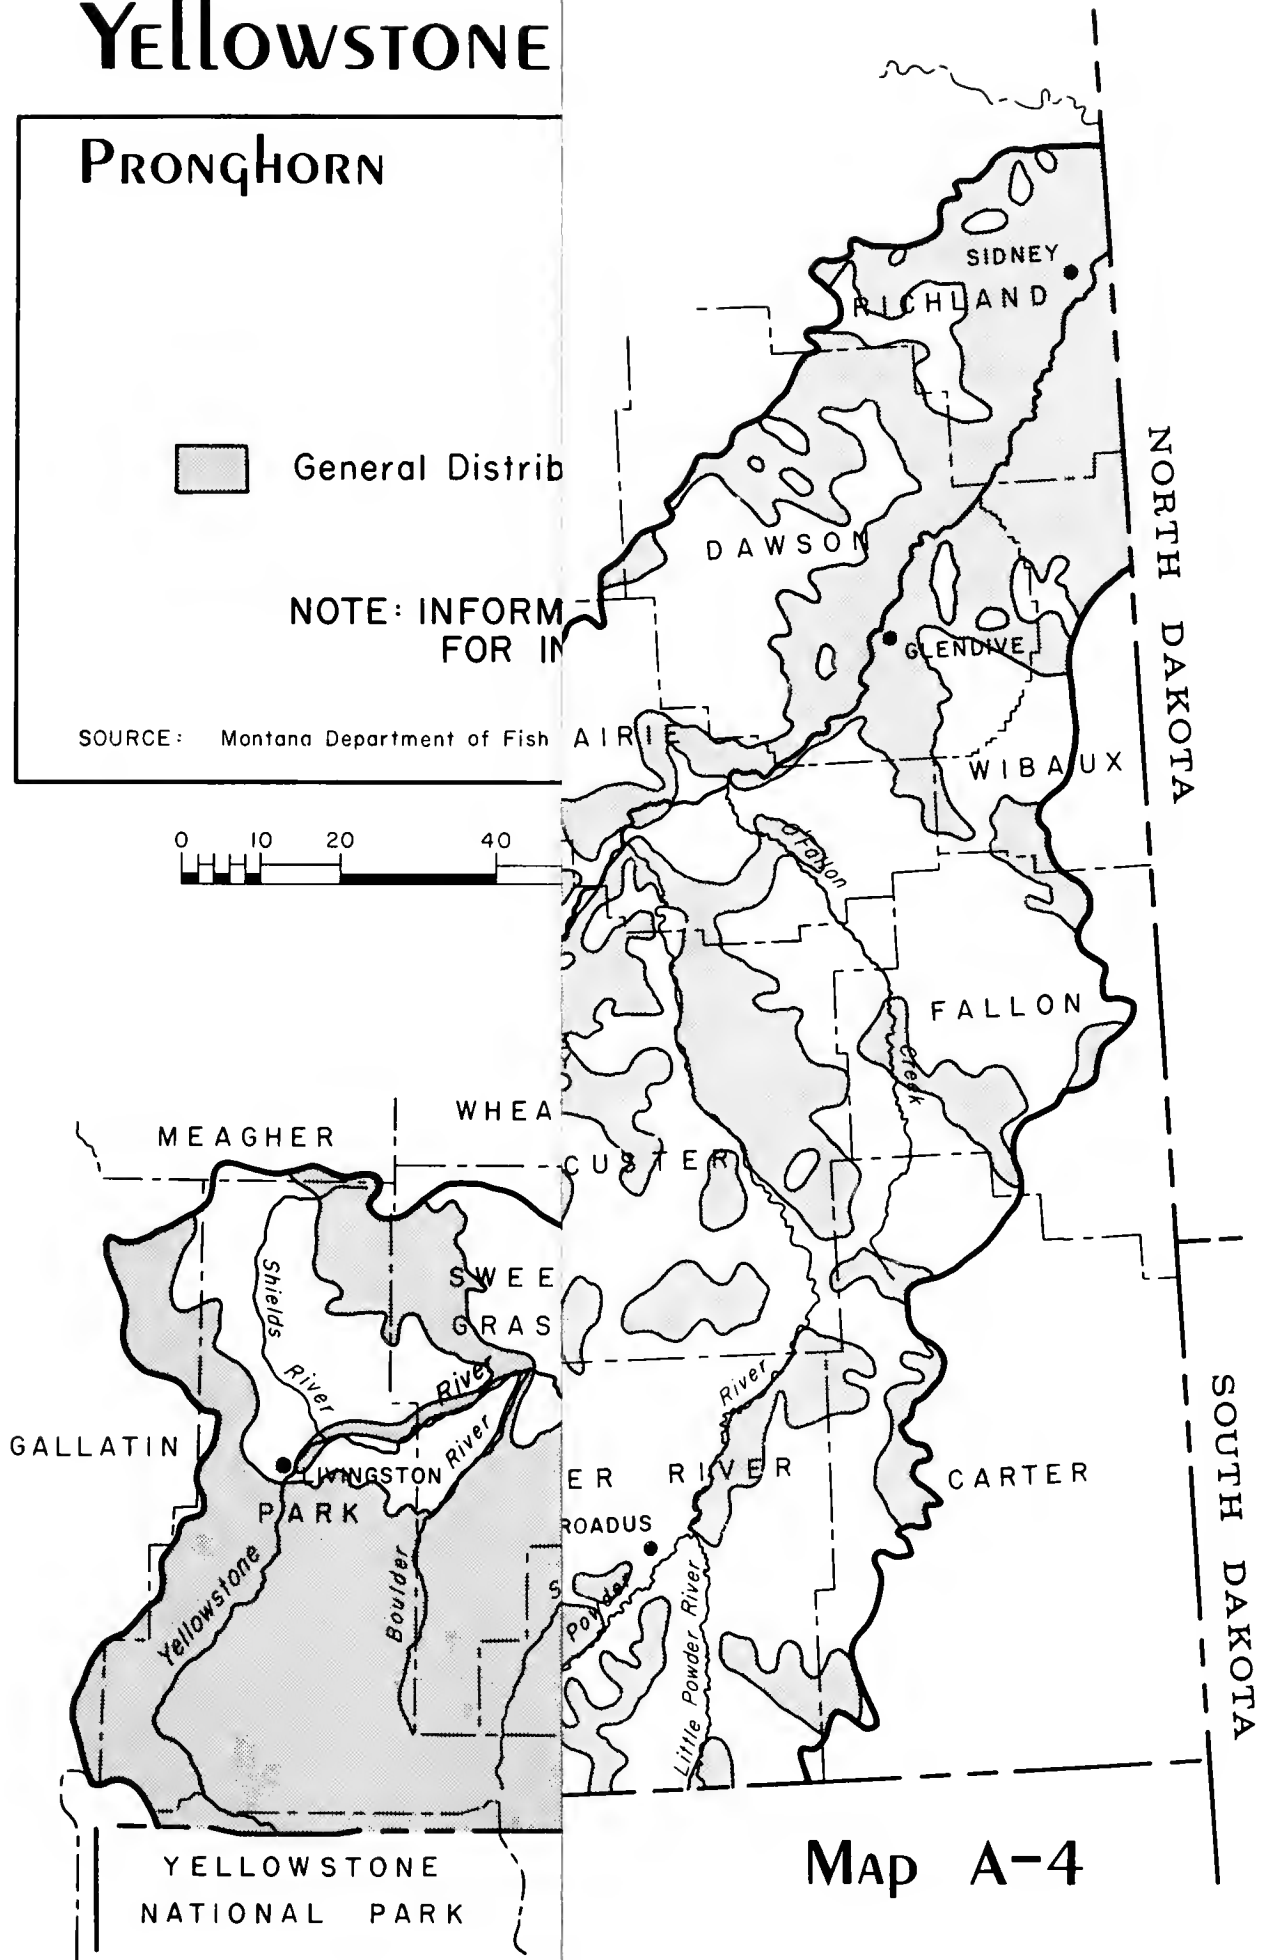 YEllOWSTONE
PRONGHORN
General Distrib
NOTE: INFORM
FOR IN
SOURCE: Montana Department of Fish
0 10 20 40
SIDNEY
RICHLAND
DAWSON
NORTH DAKOTA
GLENDIVE
AIRIE
WIBAUX
O'Fallon
FALLON
Creek
WHEA
MEAGHER
CUSTER
Shields
River
SWEE
GRAS
River
River
River
GALLATIN
LIVINGSTON
PARK
ER RIVER
CARTER
SOUTH DAKOTA
ROADUS
Yellowstone
Boulder
S
Powder
Little Powder River
MAP A-4
YELLOWSTONE
NATIONAL PARK